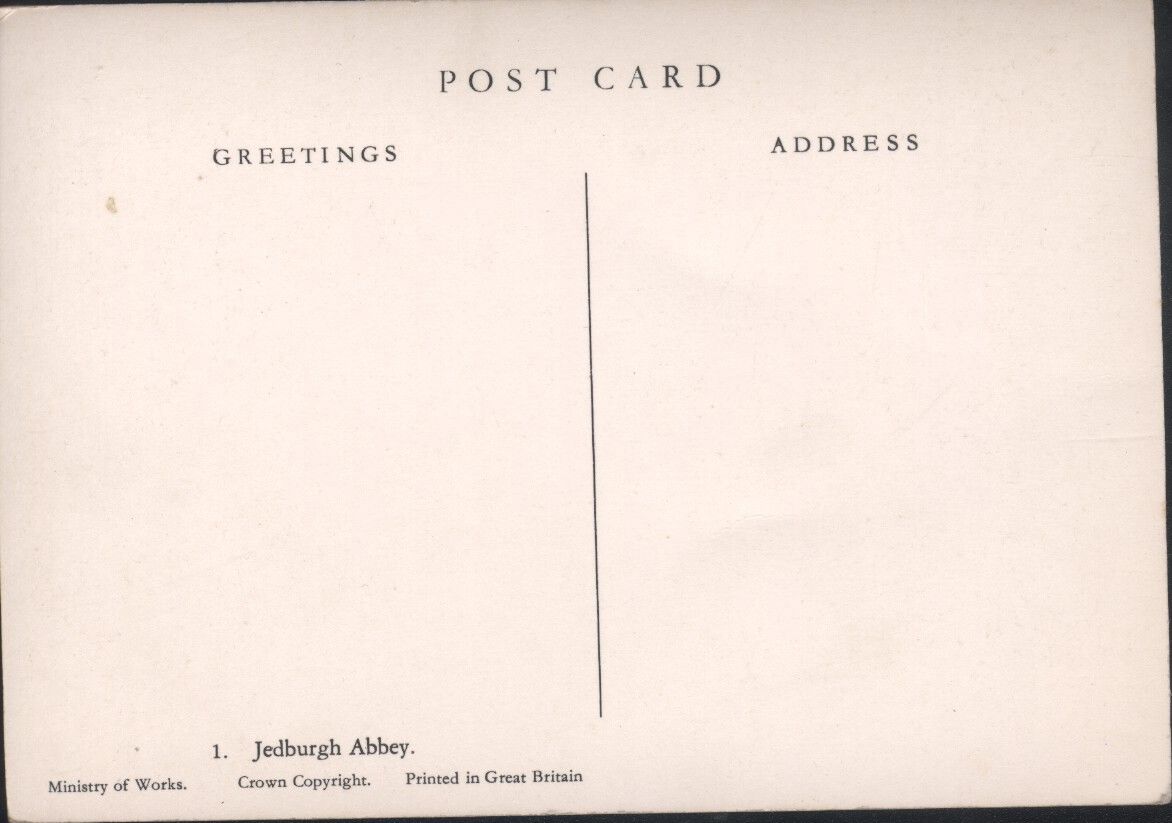 POST CARD
GREETINGS
ADDRESS
1. Jedburgh Abbey.
Ministry of Works. Crown Copyright. Printed in Great Britain